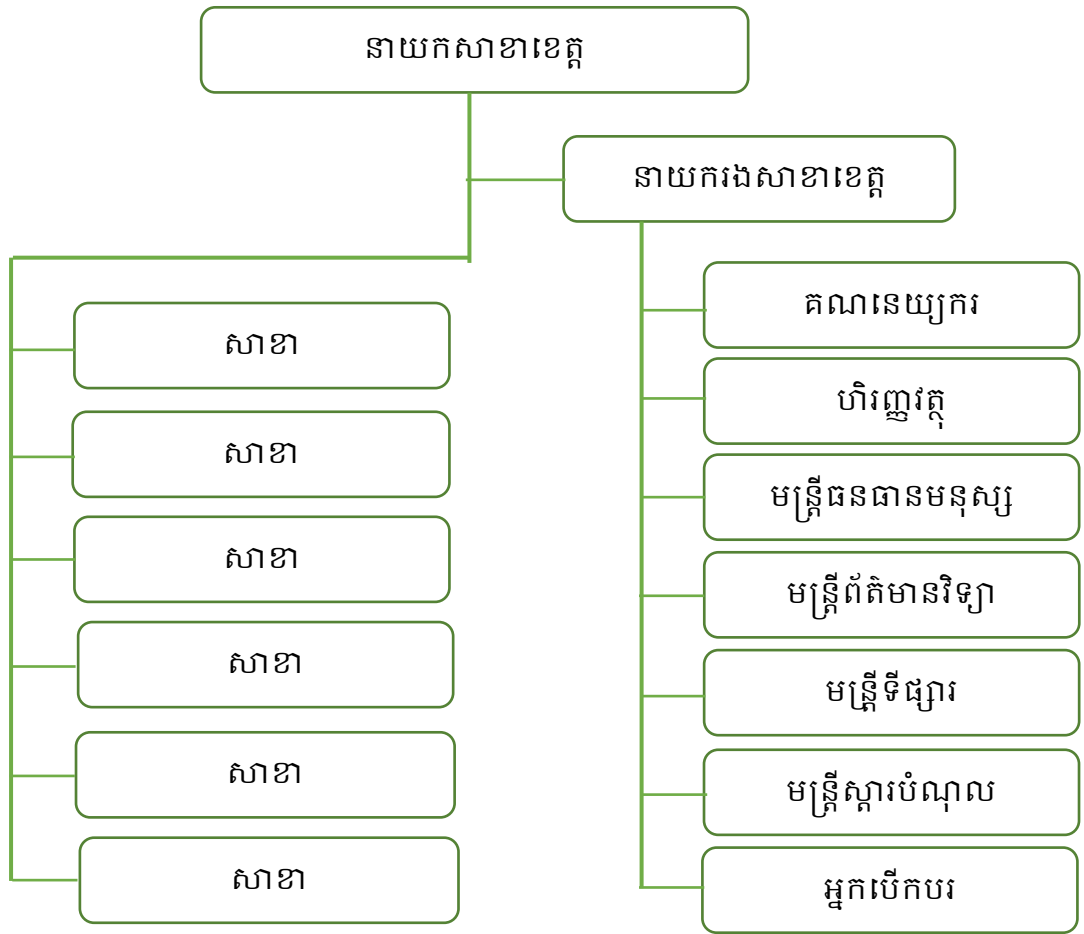 នាយកសាខាខេត្ត
នាយករងសាខាខេត្ត
សាខា
សាខា
សាខា
សាខា
សាខា
សាខា
គណនេយ្យករ
ហិរញ្ញវត្ថុ
មន្ត្រីធនធានមនុស្ស
មន្ត្រីព័ត៌មានវិទ្យា
មន្ត្រីទីផ្សារ
មន្ត្រីស្តារបំណុល
អ្នកបើកបរ